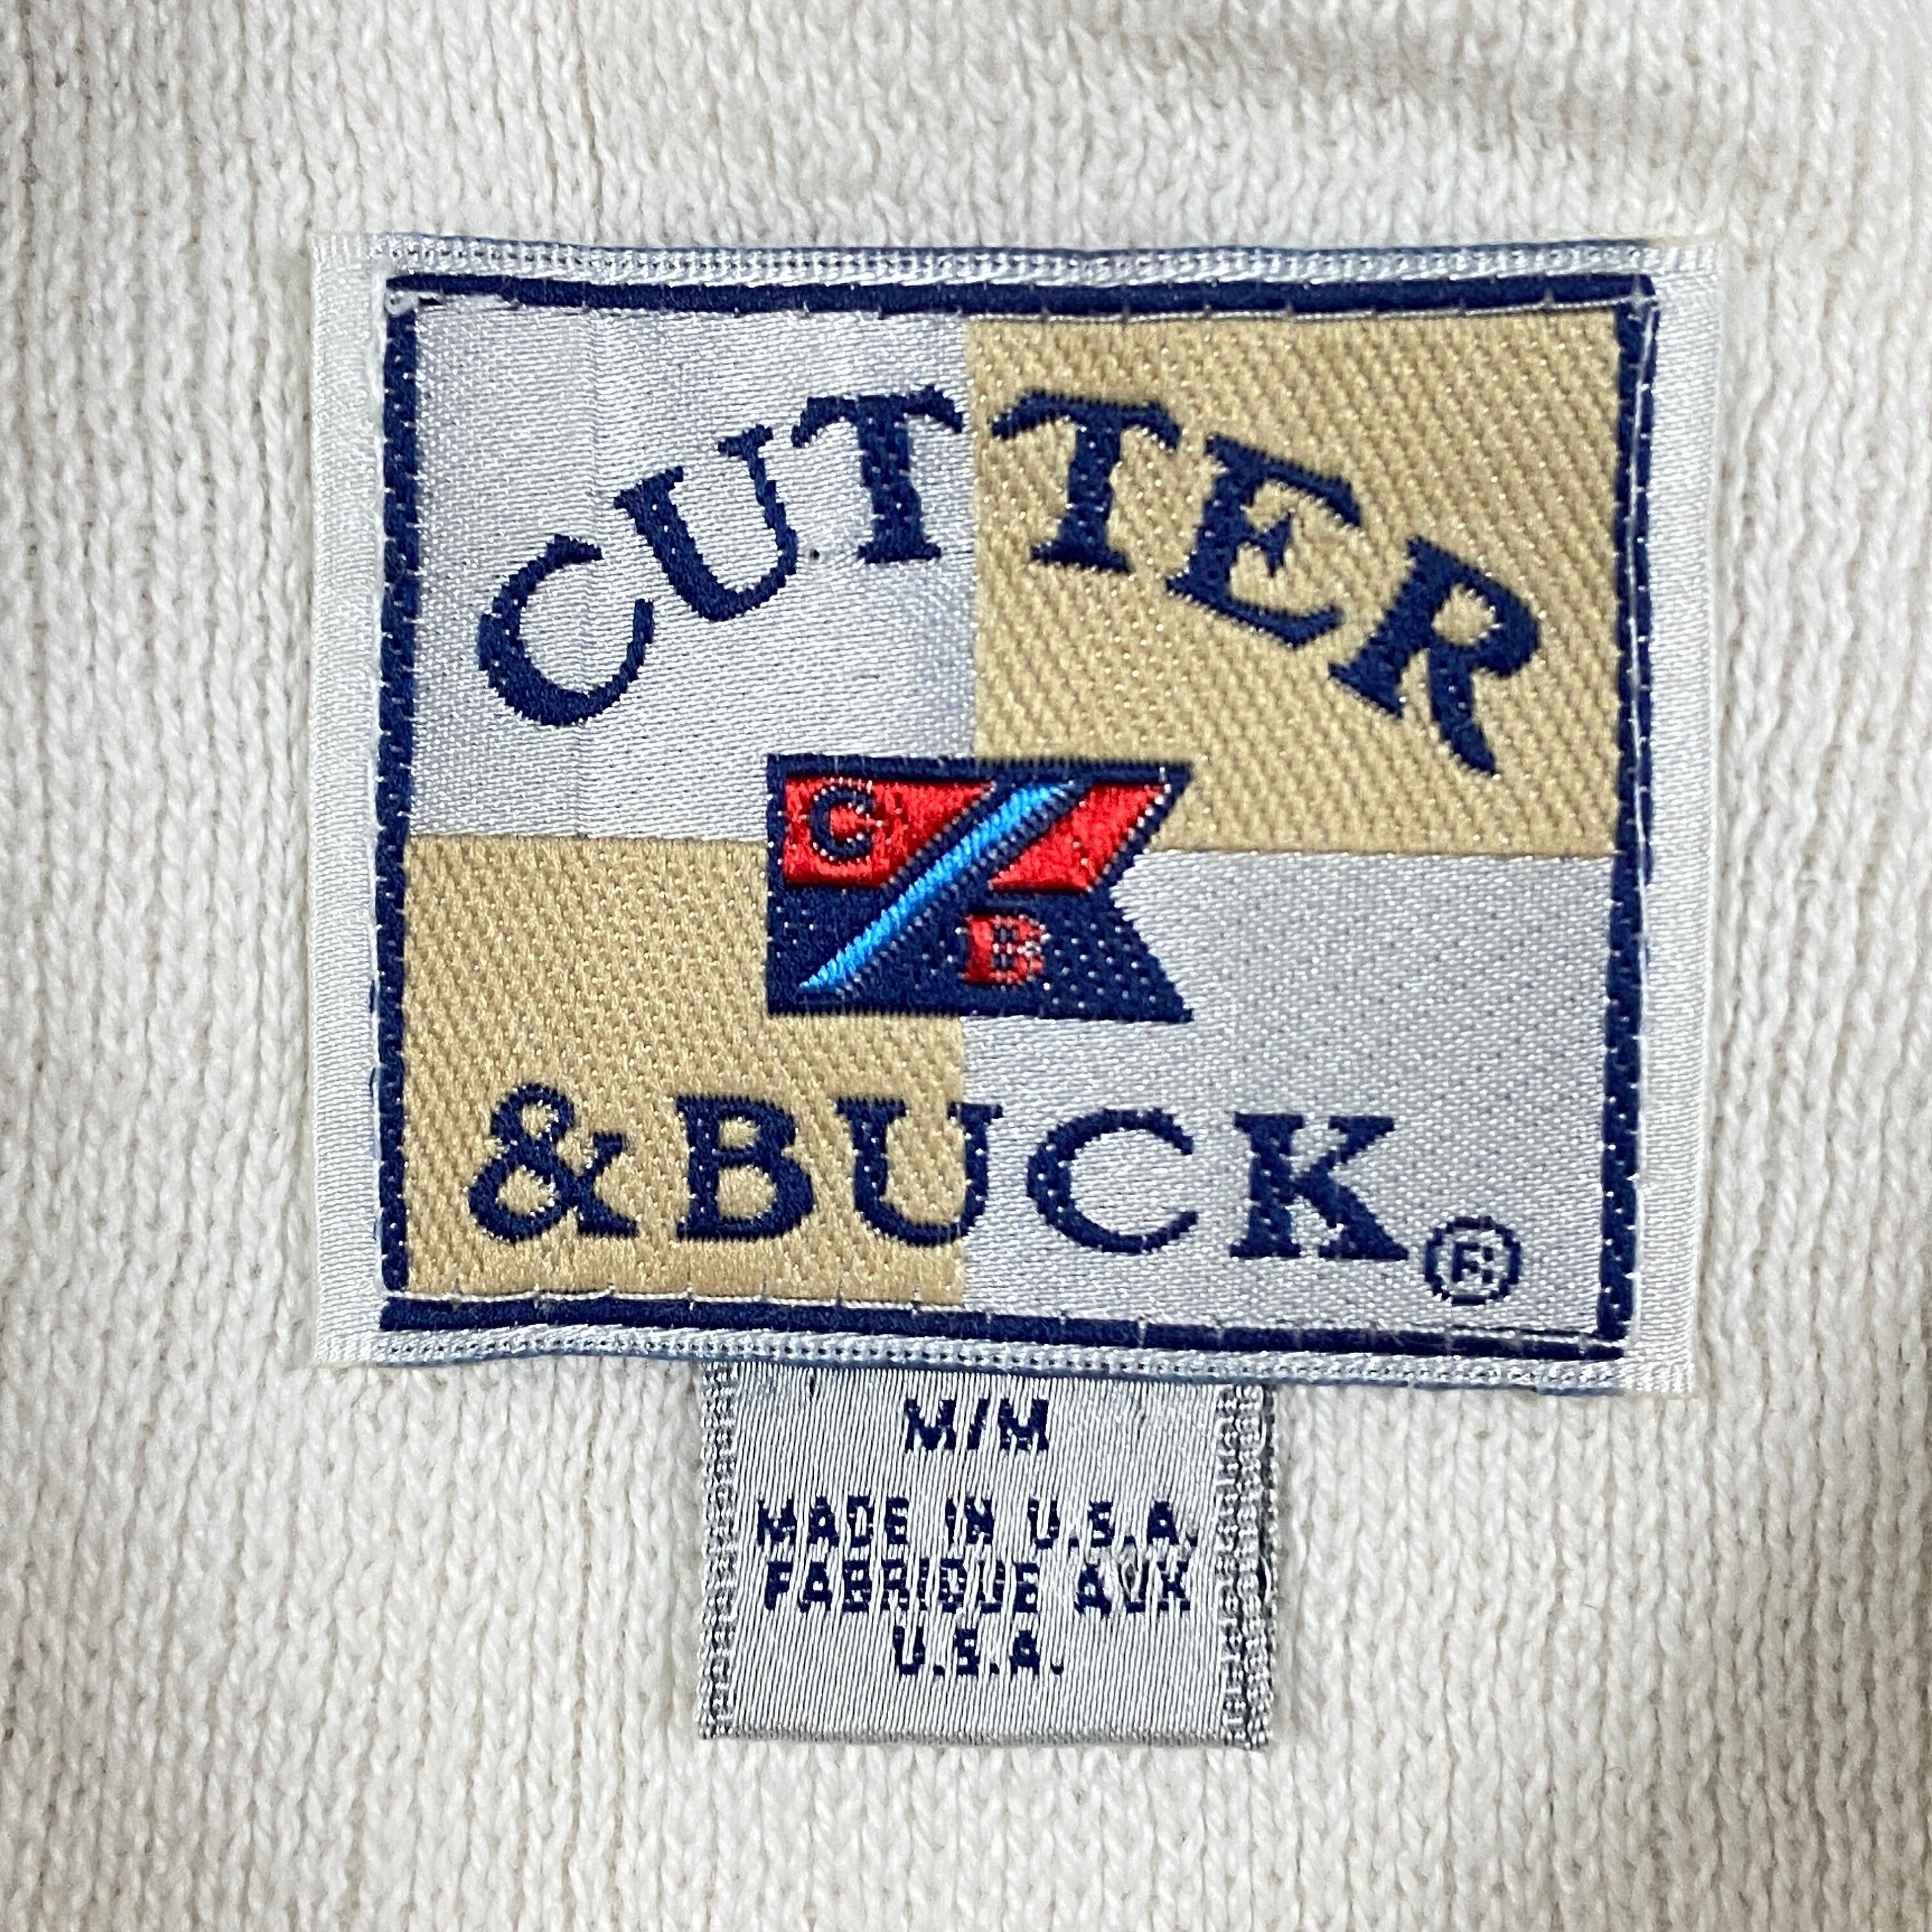 CUTTER
C
B
& BUCK®
M/M
MADE IN U.S.A.
FABRIQUE AUX
U.S.A.